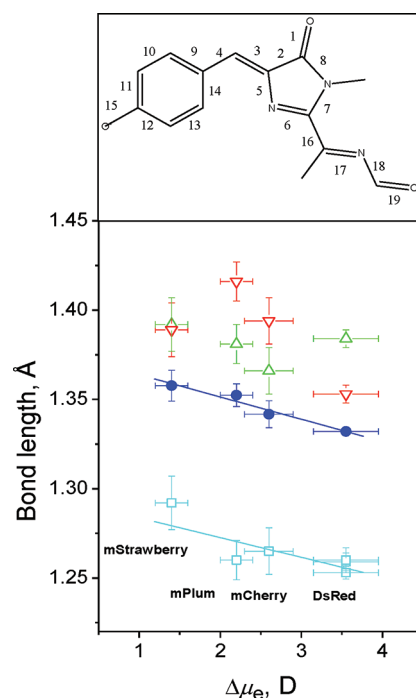 O
1
10
9
4
3
2
8
11
14
5
N
15
6
7
O
12
13
N
16
N
18
17
O
19
1.45
1.40
1.35
1.30
1.25
Bond length, Å
mStrawberry
mPlum mCherry DsRed
1 2 3 4
Δμe, D